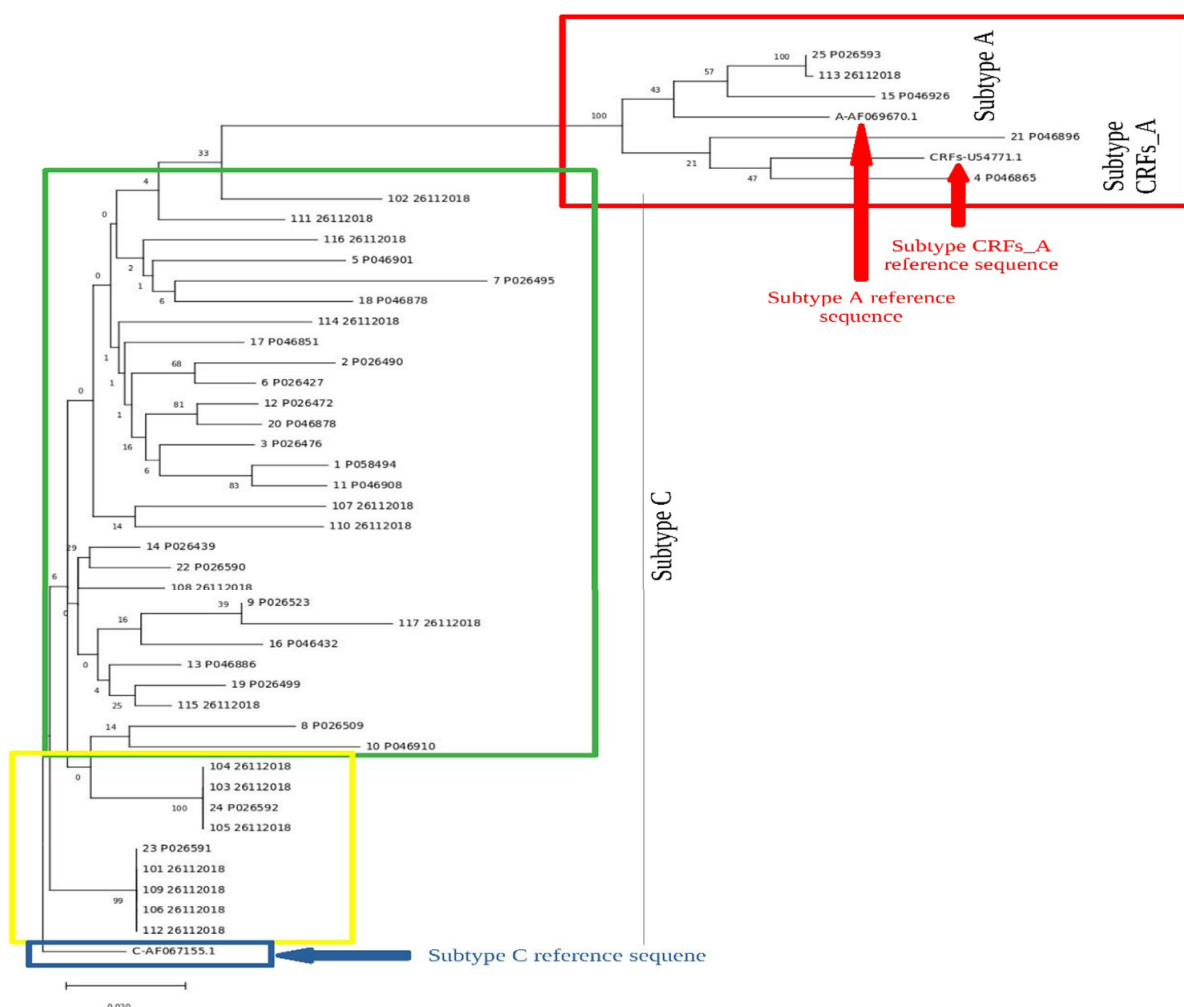 100
25 P026593
113 26112018
57
15 P046926
43
A-AF069670.1
100
21 P046896
21
CRFs-U54771.1
47
4 P046865
Subtype A
Subtype
CRFs_A
Subtype CRFs_A
reference sequence
Subtype A reference
sequence
33
4
102 26112018
0
111 26112018
116 26112018
2
5 P046901
0
1
7 P026495
6
18 P046878
114 26112018
17 P046851
1
68
2 P026490
6 P026427
0
1
81
12 P026472
20 P046878
16
3 P026476
6
1 P058494
83
11 P046908
107 26112018
14
110 26112018
Subtype C
29
14 P026439
22 P026590
6
108 26112018
0
39
9 P026523
16
117 26112018
16 P046432
0
13 P046886
4
19 P026499
25
115 26112018
14
8 P026509
10 P046910
0
104 26112018
103 26112018
100
24 P026592
105 26112018
23 P026591
101 26112018
109 26112018
99
106 26112018
112 26112018
C-AF067155.1
Subtype C reference sequene